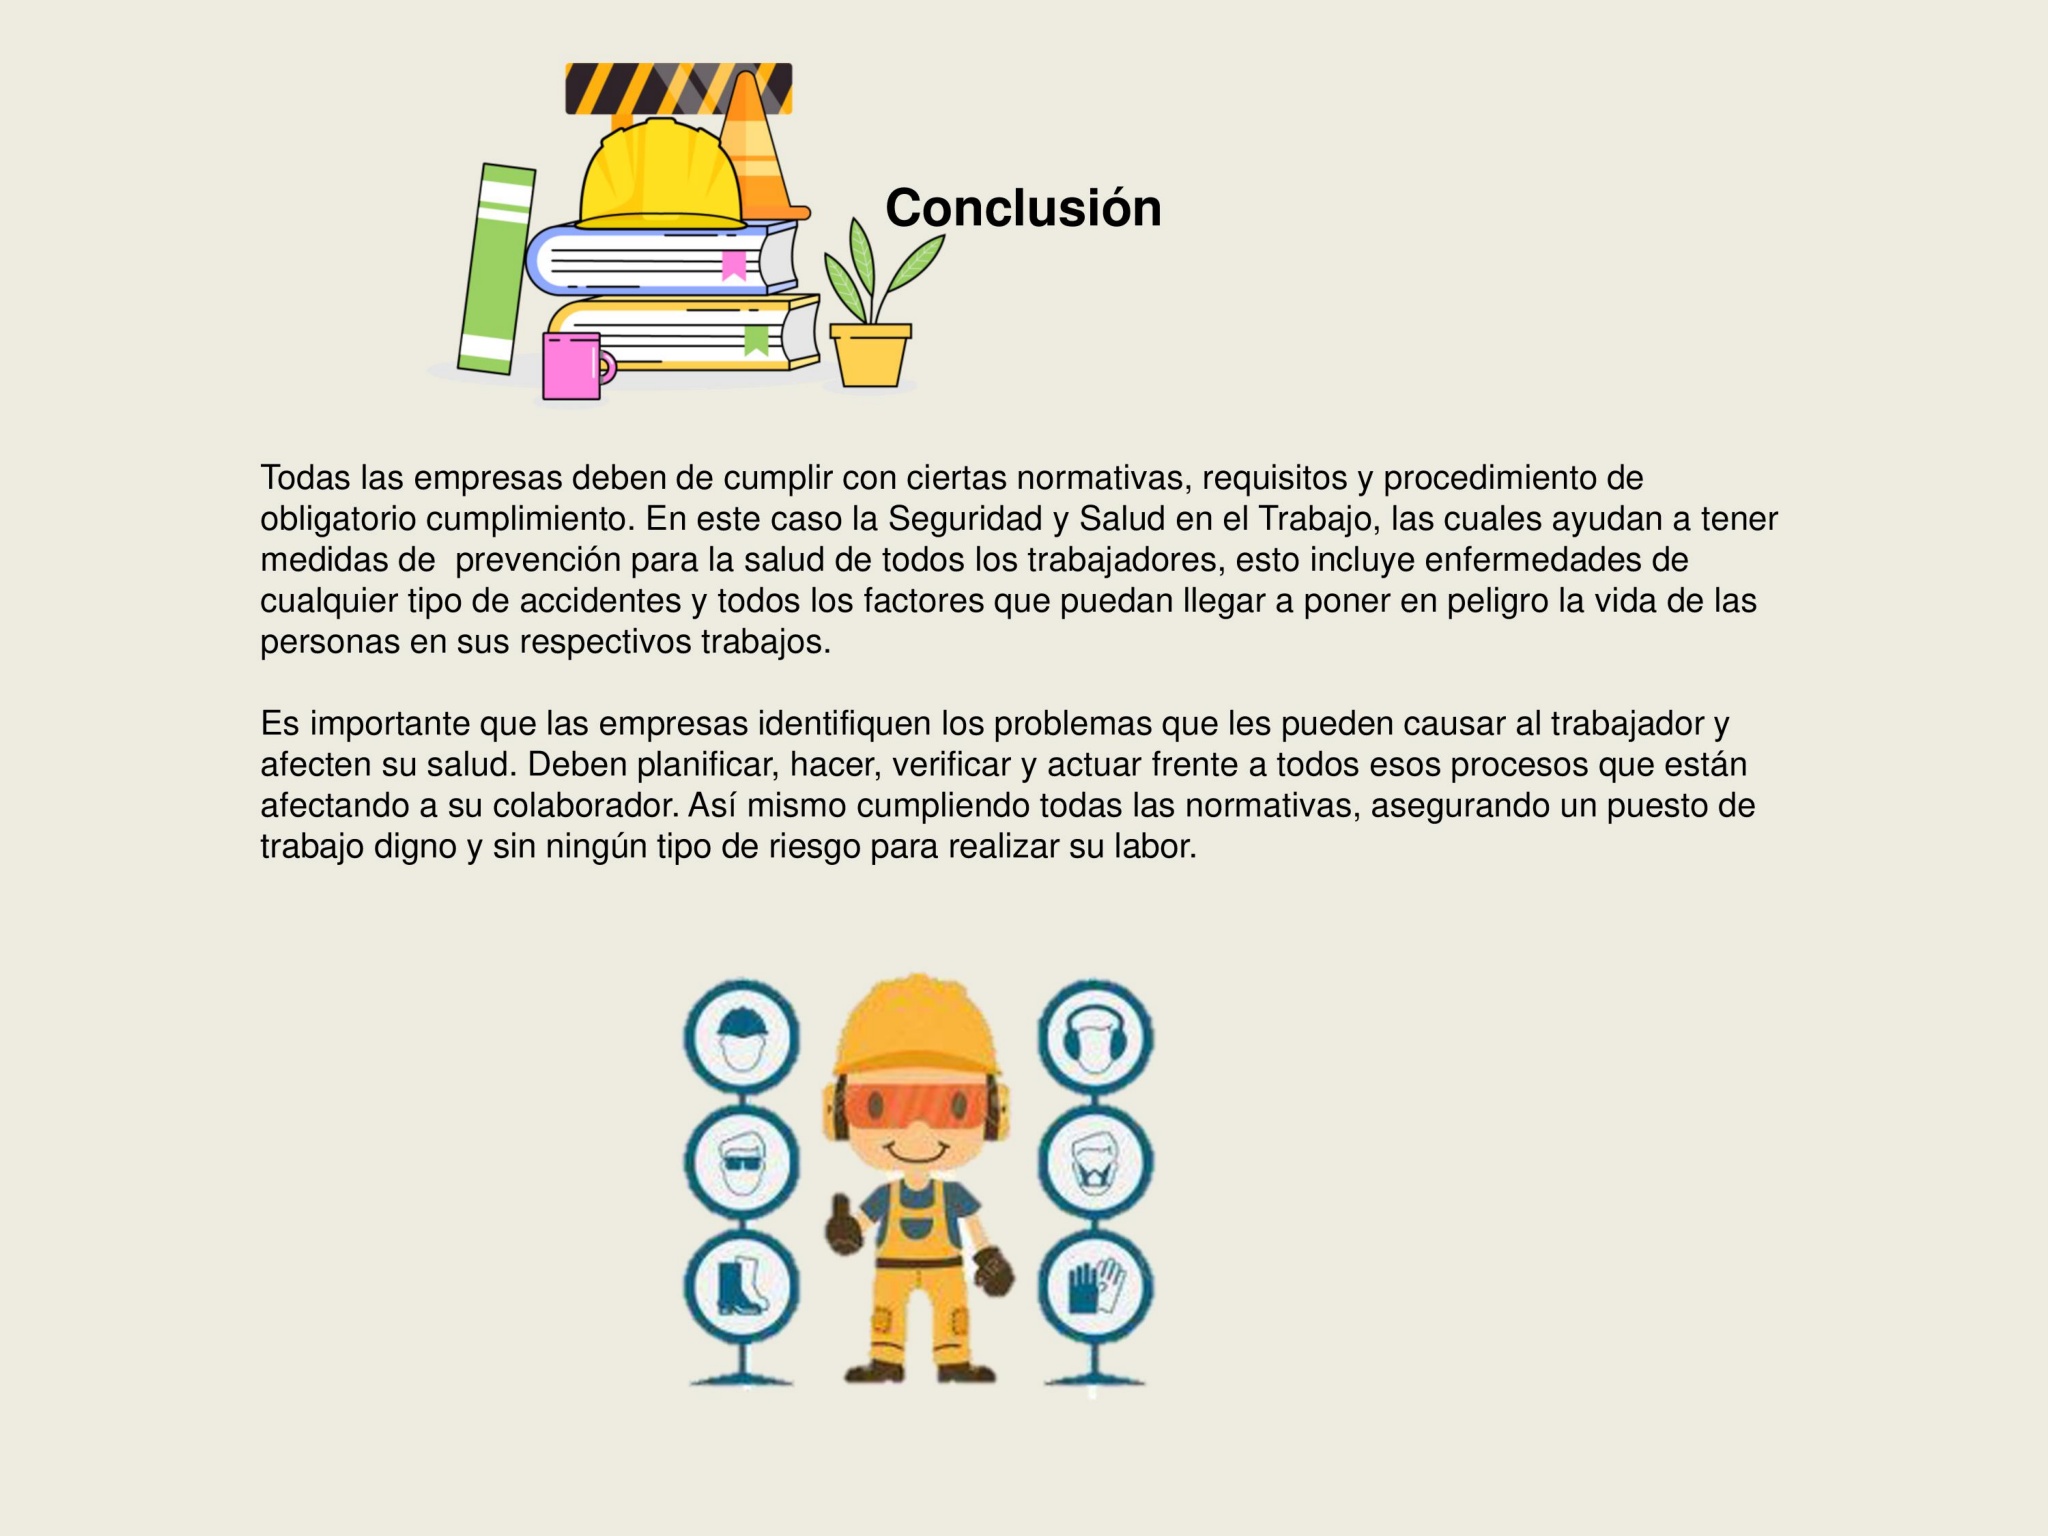 Conclusión
Todas las empresas deben de cumplir con ciertas normativas, requisitos y procedimiento de
obligatorio cumplimiento. En este caso la Seguridad y Salud en el Trabajo, las cuales ayudan a tener
medidas de  prevención para la salud de todos los trabajadores, esto incluye enfermedades de
cualquier tipo de accidentes y todos los factores que puedan llegar a poner en peligro la vida de las
personas en sus respectivos trabajos.
Es importante que las empresas identifiquen los problemas que les pueden causar al trabajador y
afecten su salud. Deben planificar, hacer, verificar y actuar frente a todos esos procesos que están
afectando a su colaborador. Así mismo cumpliendo todas las normativas, asegurando un puesto de
trabajo digno y sin ningún tipo de riesgo para realizar su labor.